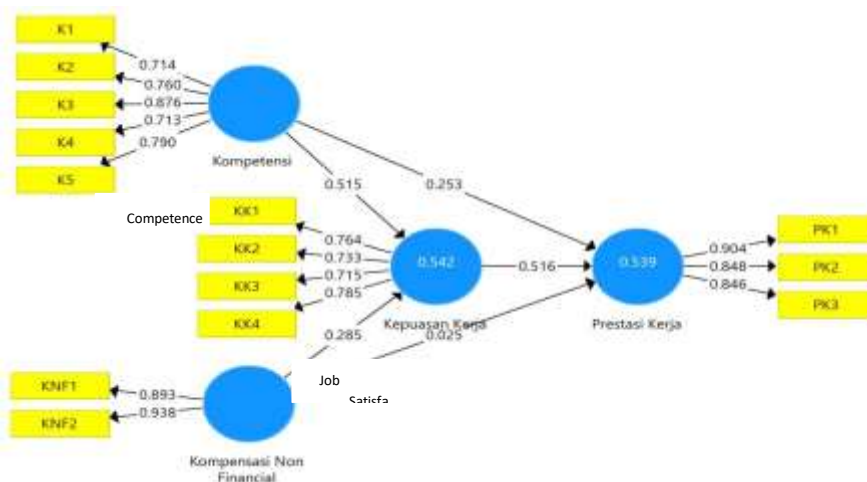 K1
K2
K3
K4
K5
0.714
0.760
0.876
0.713
0.790
Kompetensi
0.515
0.253
Competence
KK1
KK2
KK3
KK4
0.764
0.733
0.715
0.785
0.542
Kepuasan Kerja
0.516
0.539
Prestasi Kerja
0.904
0.848
0.846
PK1
PK2
PK3
0.285
0.025
Job
Satisfa
KNF1
KNF2
0.893
0.938
Kompensasi Non
Financial